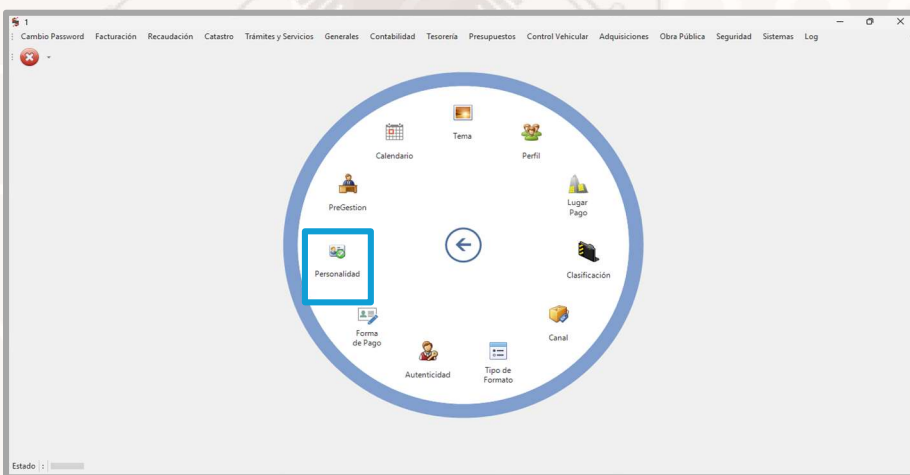 1
Cambio Password Facturación Recaudación Catastro Trámites y Servicios Generales Contabilidad Tesorería Presupuestos Control Vehicular Adquisiciones Obra Pública Seguridad Sistemas Log
Tema
Calendario
Perfil
PreGestion
Lugar
Pago
Personalidad
Clasificación
Forma
de Pago
Canal
Autenticidad
Tipo de
Formato
Estado :